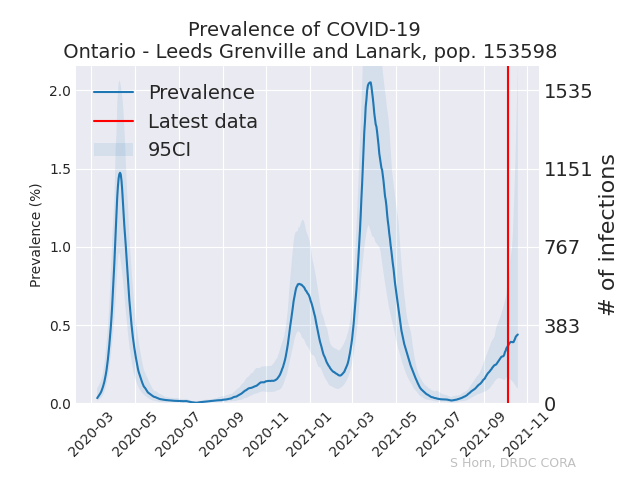 Prevalence of COVID-19
Ontario - Leeds Grenville and Lanark, pop. 153598
Prevalence
Latest data
95CI
Prevalence (%)
2.0
1.5
1.0
0.5
0.0
1535
1151
767
383
0
# of infections
2020-03
2020-05
2020-07
2020-09
2020-11
2021-01
2021-03
2021-05
2021-07
2021-09
2021-11
S Horn, DRDC CORA